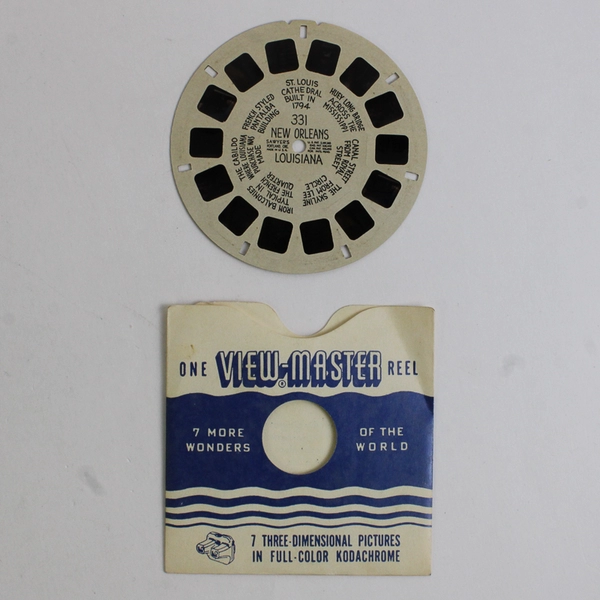 ST. LOUIS
CATHEDRAL
BUILT IN
1794
HUEY LONG BRIDGE
ACROSS THE
MISSISSIPPI
CANAL STREET
FROM ROYAL
STREET
THE SKYLINE
FROM LEE
CIRCLE
IRON BALCONIES
TYPICAL IN
THE FRENCH
QUARTER
THE CABILDO
WHERE LOUISIANA
PURCHASE WAS
MADE
FRENCH STYLED
PANTALBA
BUILDING
331
NEW ORLEANS
SAWYER'S
LOUISIANA
ONE VIEW-MASTER® REEL
7 MORE WONDERS
OF THE WORLD
7 THREE-DIMENSIONAL PICTURES
IN FULL-COLOR KODACHROME